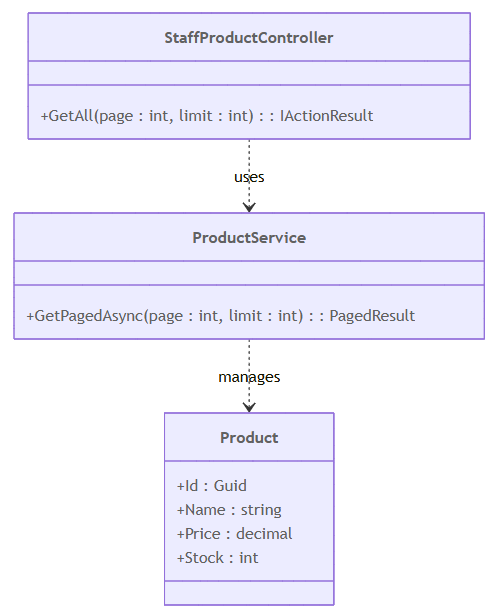 StaffProductController
+GetAll(page : int, limit : int) : : IActionResult
uses
ProductService
+GetPagedAsync(page : int, limit : int) : : PagedResult
manages
Product
+Id : Guid
+Name : string
+Price : decimal
+Stock : int